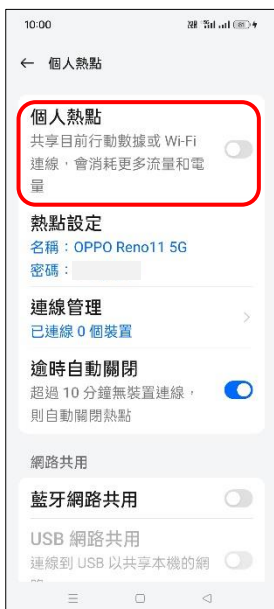 10:00
← 個人熱點
個人熱點
共享目前行動數據或 Wi-Fi
連線，會消耗更多流量和電
量
熱點設定
名稱：OPPO Reno11 5G
密碼：
連線管理
已連線 0 個裝置
逾時自動關閉
超過 10 分鐘無裝置連線，
則自動關閉熱點
網路共用
藍牙網路共用
USB 網路共用
連線到 USB 以共享本機的網